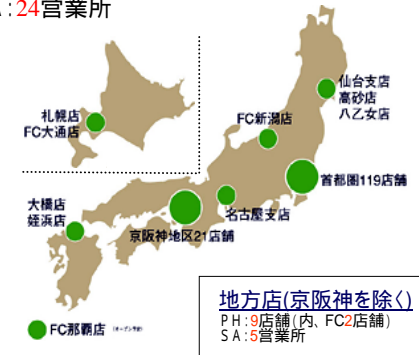 :24営業所
札幌店
FC大通店
仙台支店
高砂店
八乙女店
FC新潟店
首都圏119店舗
大橋店
姪浜店
名古屋支店
京阪神地区21店舗
FC那覇店
地方店(京阪神を除く)
PH:9店舗(内、FC2店舗)
SA:5営業所